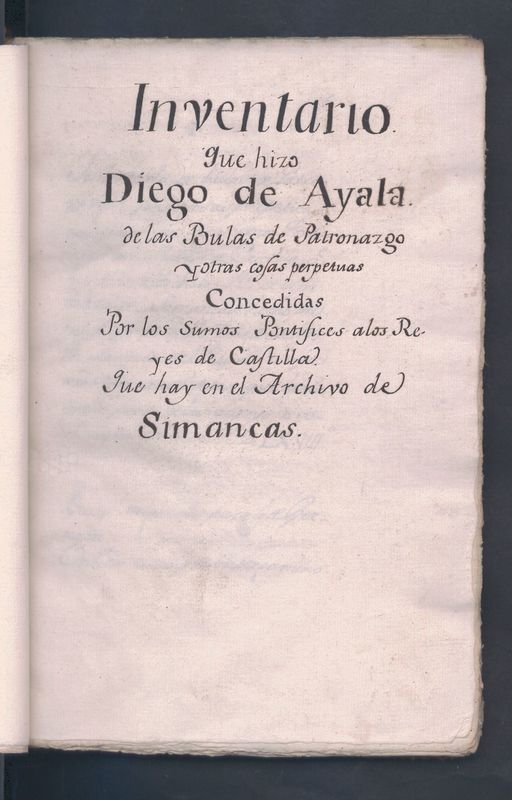 Inventario.
Que hizo
Diego de Ayala.
de las Bulas de Patronazgo
y otras cosas perpetuas
Concedidas
Por los Sumos Pontifices alos Re-
yes de Castilla.
Que hay en el Archivo de
Simancas.